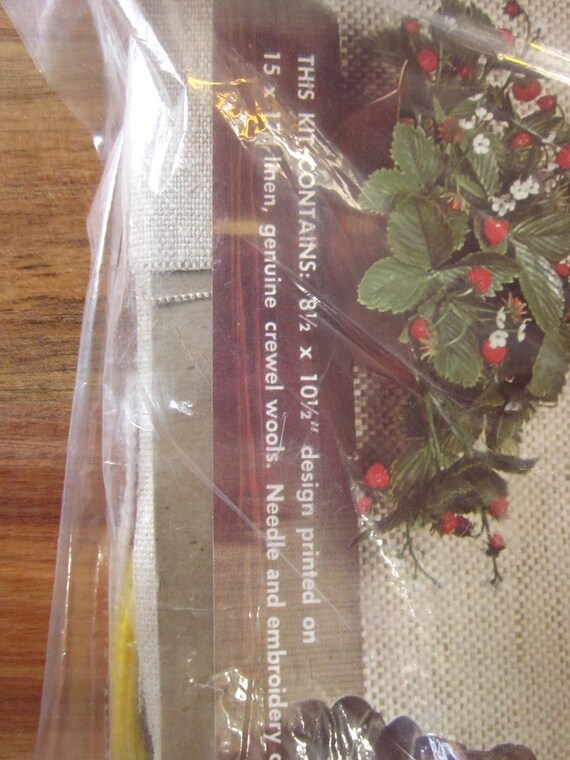 THIS KIT CONTAINS: 8½ x 10½" design printed on
15 x linen, genuine crewel wools. Needle and embroidery